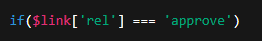 if($link['rel'] === 'approve')